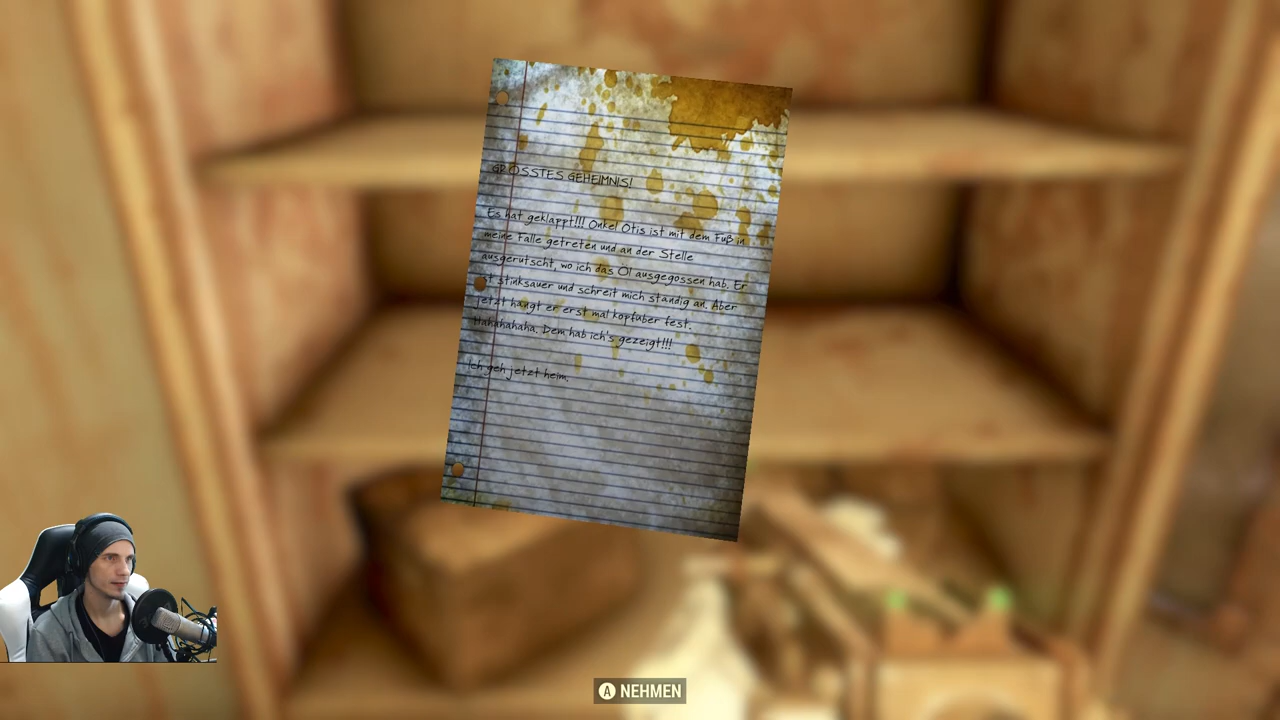 GRÖSSTES GEHEIMNIS!
Es hat geklappt!!! Onkel Otis ist mit dem Fuß in
meine Falle getreten und an der Stelle
ausgerutscht, wo ich das Öl ausgegossen hab. Er
stinksauer und schreit mich ständig an. Aber
jetzt hängt er erst mal kopfüber fest.
Hahahahaha. Dem hab ich's gezeigt!!!
Ich geh jetzt heim.
A NEHMEN